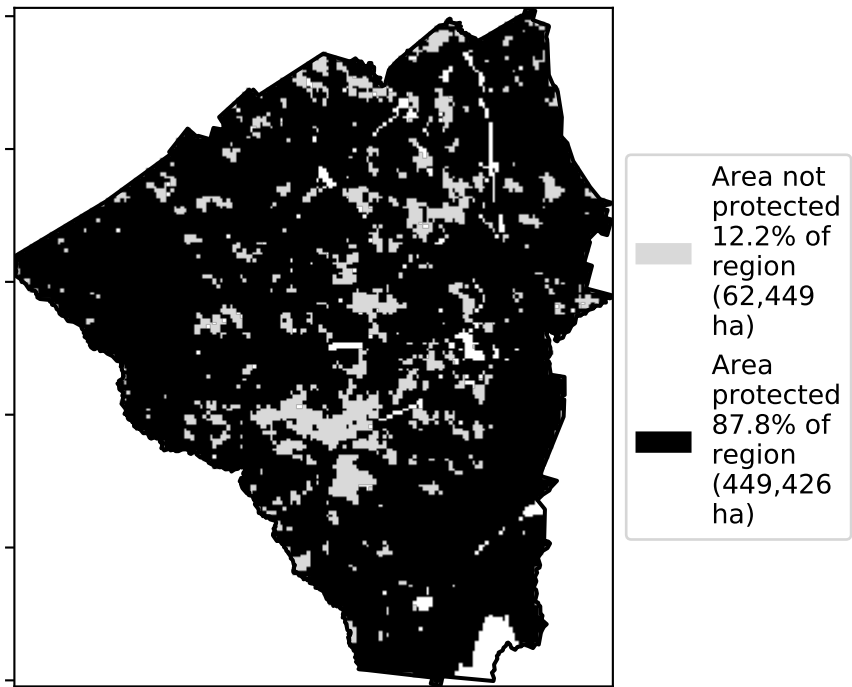 Area not
protected
12.2% of
region
(62,449
ha)
Area
protected
87.8% of
region
(449,426
ha)